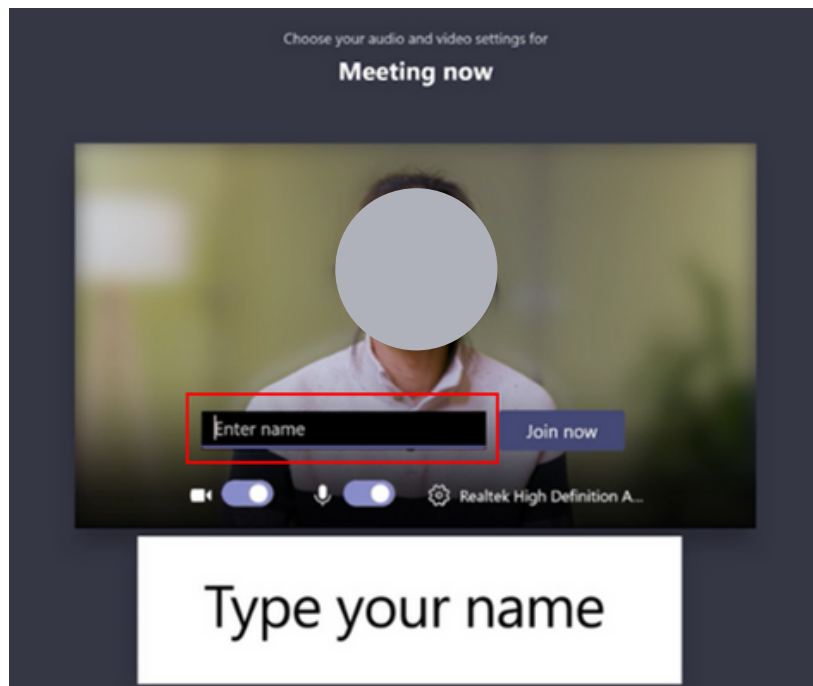 Choose your audio and video settings for
Meeting now
Enter name
Join now
Realtek High Definition A...
Type your name